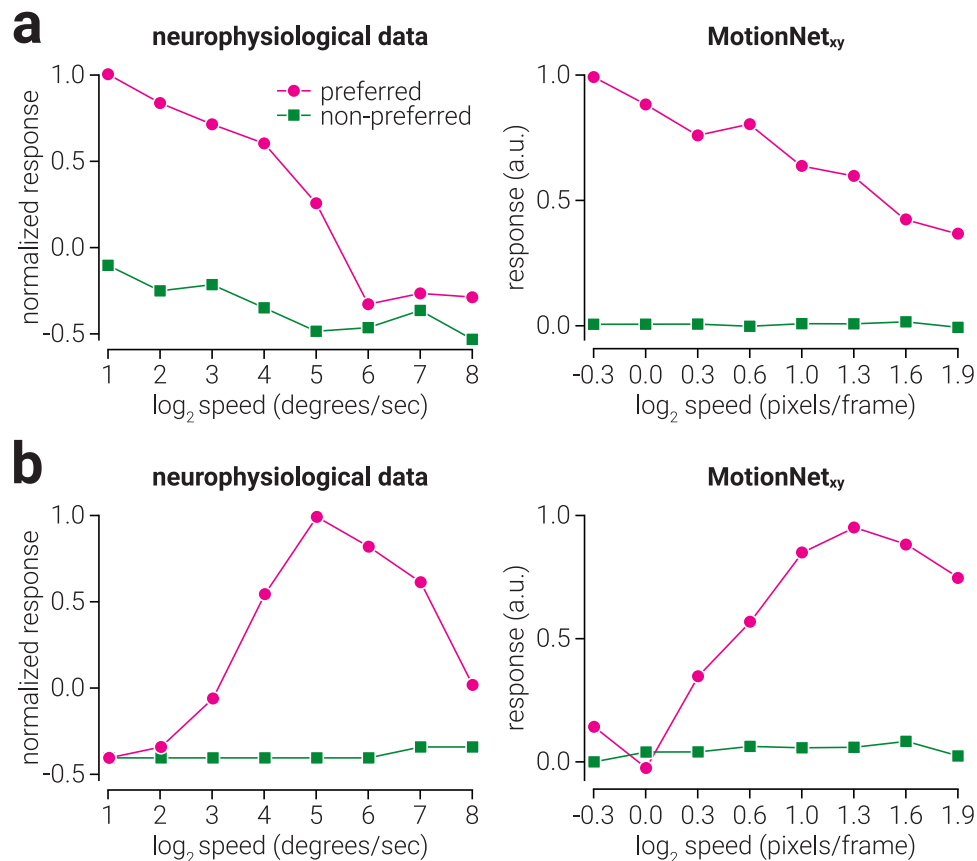 a
neurophysiological data
MotionNetxy
normalized response
1.0
0.5
0.0
-0.5
preferred
non-preferred
1 2 3 4 5 6 7 8
log2 speed (degrees/sec)
response (a.u.)
1.0
0.5
0.0
-0.3 0.0 0.3 0.6 1.0 1.3 1.6 1.9
log2 speed (pixels/frame)
b
neurophysiological data
MotionNetxy
normalized response
1.0
0.5
0.0
-0.5
1 2 3 4 5 6 7 8
log2 speed (degrees/sec)
response (a.u.)
1.0
0.5
0.0
-0.3 0.0 0.3 0.6 1.0 1.3 1.6 1.9
log2 speed (pixels/frame)